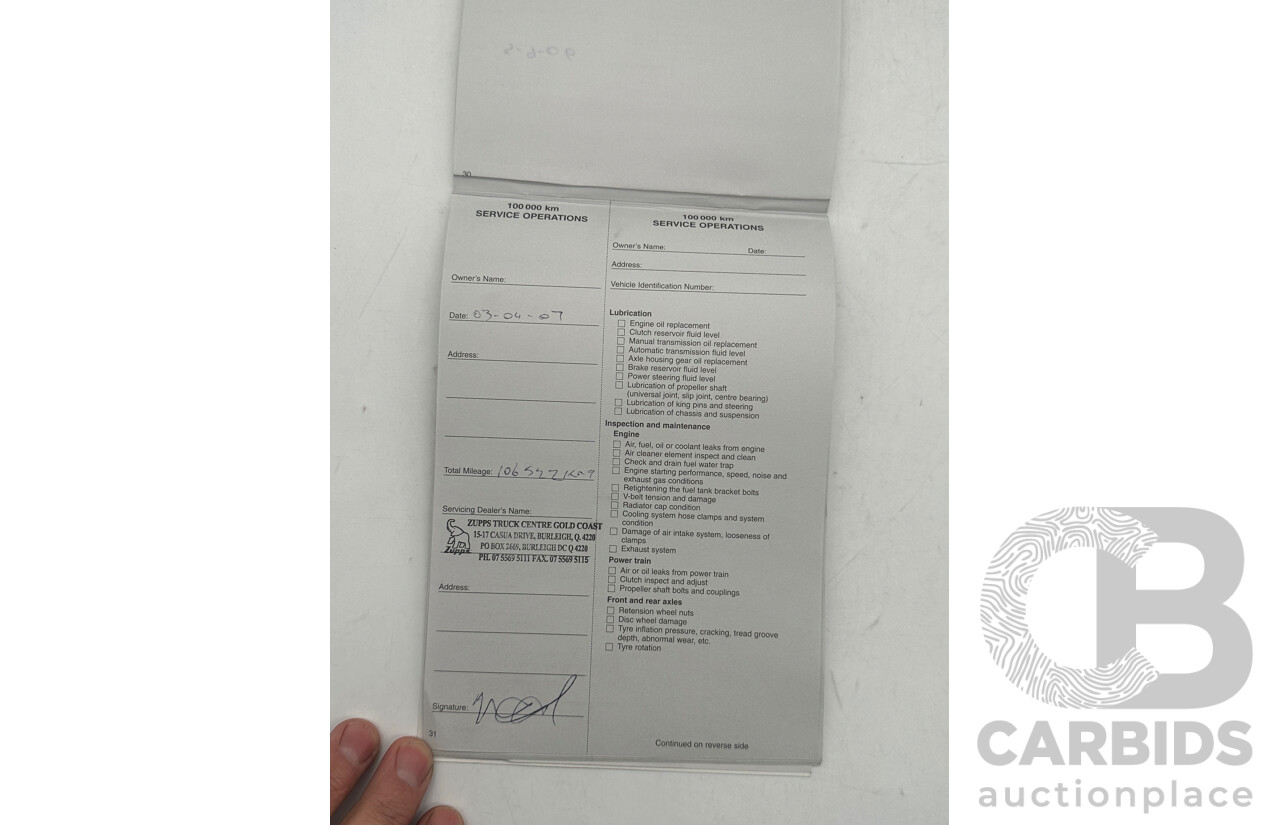 30
100 000 km
SERVICE OPERATIONS
Owner's Name:
Date: 03-04-07
Address:
Total Mileage:
Servicing Dealer's Name:
ZUPPS TRUCK CENTRE GOLD COAST
15-17 CASUA DRIVE, BURLEIGH, Q. 4220
PO BOX 2669, BURLEIGH DC Q 4220
PH. 07 5569 5111 FAX. 07 5569 5115
Zupps
Address:
Signature:
31
100 000 km
SERVICE OPERATIONS
Owner's Name: Date:
Address:
Vehicle Identification Number:
Lubrication
Engine oil replacement
Clutch reservoir fluid level
Manual transmission oil replacement
Automatic transmission fluid level
Axle housing gear oil replacement
Brake reservoir fluid level
Power steering fluid level
Lubrication of propeller shaft
(universal joint, slip joint, centre bearing)
Lubrication of king pins and steering
Lubrication of chassis and suspension
Inspection and maintenance
Engine
Air, fuel, oil or coolant leaks from engine
Air cleaner element inspect and clean
Check and drain fuel water trap
Engine starting performance, speed, noise and
exhaust gas conditions
Retightening the fuel tank bracket bolts
V-belt tension and damage
Radiator cap condition
Cooling system hose clamps and system
condition
Damage of air intake system, looseness of
clamps
Exhaust system
Power train
Air or oil leaks from power train
Clutch inspect and adjust
Propeller shaft bolts and couplings
Front and rear axles
Retension wheel nuts
Disc wheel damage
Tyre inflation pressure, cracking, tread groove
depth, abnormal wear, etc.
Tyre rotation
Continued on reverse side
CB
CARBIDS
auctionplace